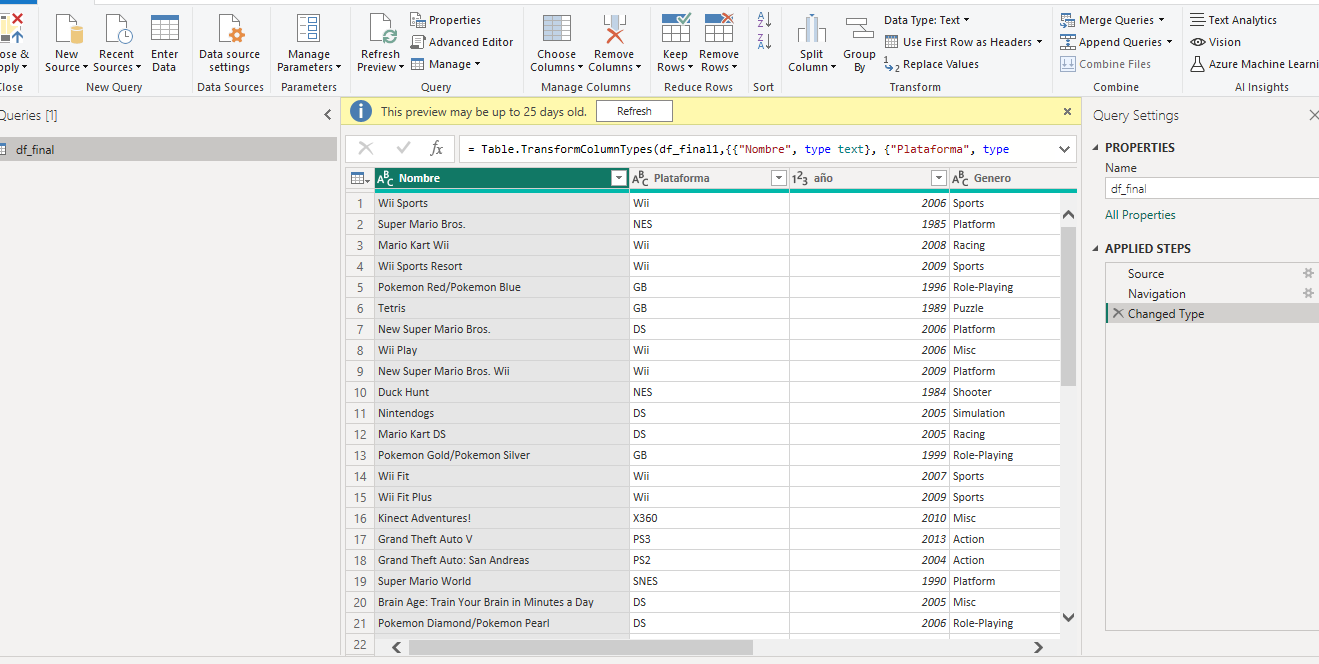 ose &
pply
Close
New
Source
Recent
Sources
Enter
Data
New Query
Data source
settings
Data Sources
Manage
Parameters
Parameters
Refresh
Preview
Properties
Advanced Editor
Manage
Query
Choose
Columns
Remove
Columns
Manage Columns
Keep
Rows
Remove
Rows
Reduce Rows
Sort
Split
Column
Group
By
Data Type: Text
Use First Row as Headers
Replace Values
Transform
Merge Queries
Append Queries
Combine Files
Combine
Text Analytics
Vision
Azure Machine Learni
AI Insights
Queries [1]
df_final
This preview may be up to 25 days old. Refresh
fx = Table.TransformColumnTypes(df_final1,{{"Nombre", type text}, {"Plataforma", type
ABC Nombre ABC Plataforma 123 año ABC Genero
1 Wii Sports Wii 2006 Sports
2 Super Mario Bros. NES 1985 Platform
3 Mario Kart Wii Wii 2008 Racing
4 Wii Sports Resort Wii 2009 Sports
5 Pokemon Red/Pokemon Blue GB 1996 Role-Playing
6 Tetris GB 1989 Puzzle
7 New Super Mario Bros. DS 2006 Platform
8 Wii Play Wii 2006 Misc
9 New Super Mario Bros. Wii Wii 2009 Platform
10 Duck Hunt NES 1984 Shooter
11 Nintendogs DS 2005 Simulation
12 Mario Kart DS DS 2005 Racing
13 Pokemon Gold/Pokemon Silver GB 1999 Role-Playing
14 Wii Fit Wii 2007 Sports
15 Wii Fit Plus Wii 2009 Sports
16 Kinect Adventures! X360 2010 Misc
17 Grand Theft Auto V PS3 2013 Action
18 Grand Theft Auto: San Andreas PS2 2004 Action
19 Super Mario World SNES 1990 Platform
20 Brain Age: Train Your Brain in Minutes a Day DS 2005 Misc
21 Pokemon Diamond/Pokemon Pearl DS 2006 Role-Playing
22
Query Settings
PROPERTIES
Name
df_final
All Properties
APPLIED STEPS
Source
Navigation
Changed Type